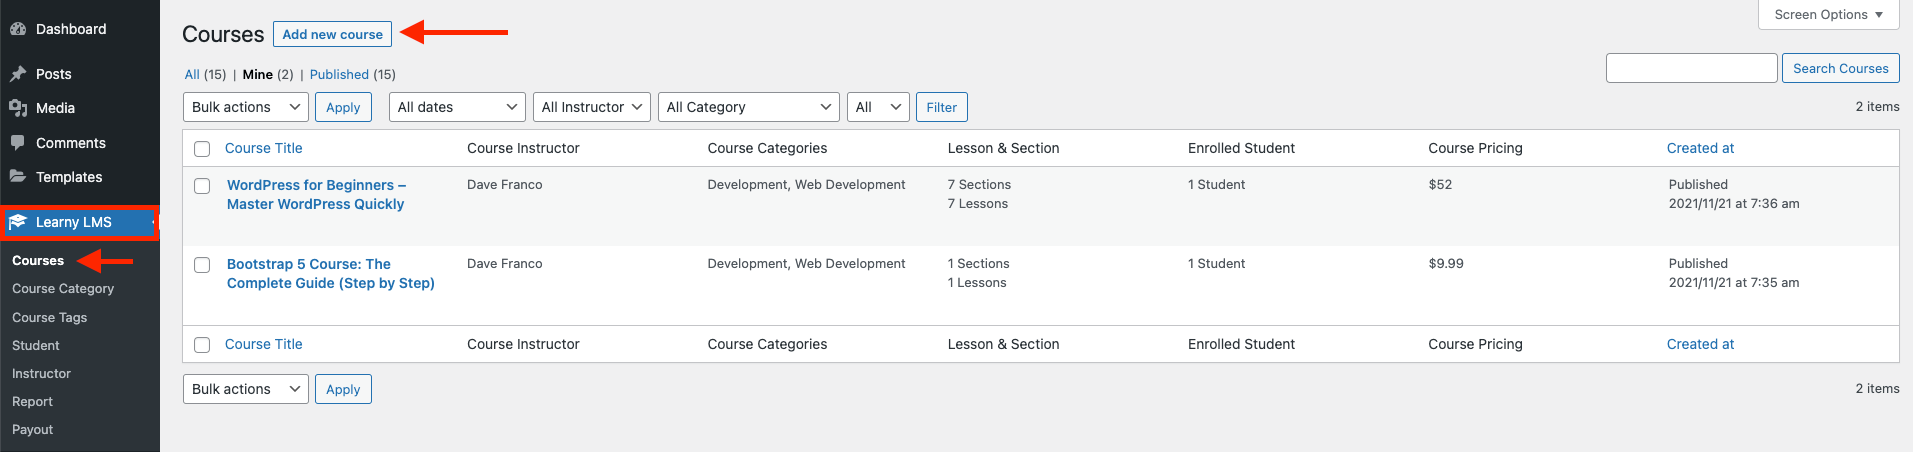 Dashboard
Posts
Media
Comments
Templates
Learny LMS
Courses
Course Category
Course Tags
Student
Instructor
Report
Payout
Screen Options
Courses Add new course
All (15) | Mine (2) | Published (15)
Search Courses
Bulk actions Apply All dates All Instructor All Category All Filter 2 items
Course Title Course Instructor Course Categories Lesson & Section Enrolled Student Course Pricing Created at
WordPress for Beginners – Dave Franco Development, Web Development 7 Sections 1 Student $52 Published
Master WordPress Quickly 7 Lessons 2021/11/21 at 7:36 am
Bootstrap 5 Course: The Dave Franco Development, Web Development 1 Sections 1 Student $9.99 Published
Complete Guide (Step by Step) 1 Lessons 2021/11/21 at 7:35 am
Course Title Course Instructor Course Categories Lesson & Section Enrolled Student Course Pricing Created at
Bulk actions Apply 2 items